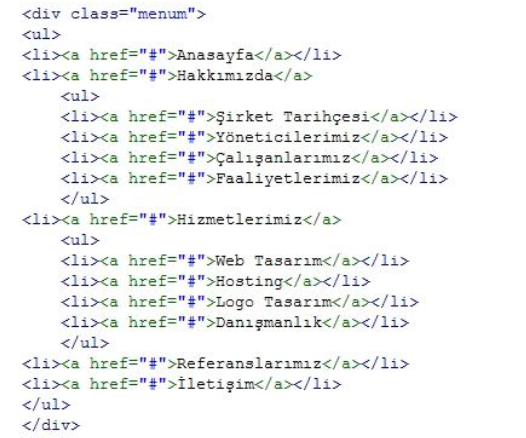 <div class="menum">
<ul>
<li><a href="#">Anasayfa</a></li>
<li><a href="#">Hakkımızda</a>
<ul>
<li><a href="#">Şirket Tarihçesi</a></li>
<li><a href="#">Yöneticilerimiz</a></li>
<li><a href="#">Çalışanlarımız</a></li>
<li><a href="#">Faaliyetlerimiz</a></li>
</ul>
<li><a href="#">Hizmetlerimiz</a>
<ul>
<li><a href="#">Web Tasarım</a></li>
<li><a href="#">Hosting</a></li>
<li><a href="#">Logo Tasarım</a></li>
<li><a href="#">Danışmanlık</a></li>
</ul>
<li><a href="#">Referanslarımız</a></li>
<li><a href="#">İletişim</a></li>
</ul>
</div>